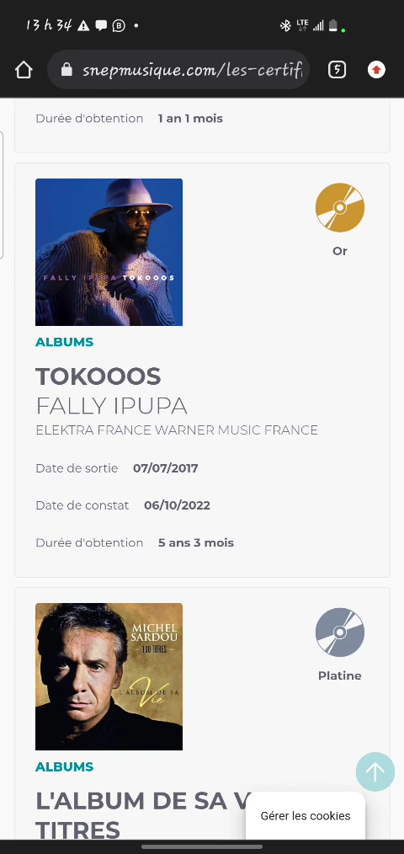 13 h 34
LTE
snepmusique.com/les-certifi
5
Durée d'obtention 1 an 1 mois
FALLY IPUPA TOKOOOS
Or
ALBUMS
TOKOOOS
FALLY IPUPA
ELEKTRA FRANCE WARNER MUSIC FRANCE
Date de sortie 07/07/2017
Date de constat 06/10/2022
Durée d'obtention 5 ans 3 mois
MICHEL
SARDOU
L'ALBUM DE SA
Vie
Platine
ALBUMS
L'ALBUM DE SA V
TITRES
Gérer les cookies